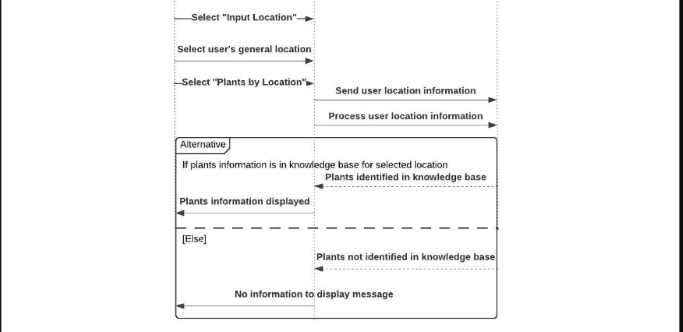 Select "Input Location"
Select user's general location
Select "Plants by Location"
Send user location information
Process user location information
Alternative
If plants information is in knowledge base for selected location
Plants identified in knowledge base
Plants information displayed
[Else]
Plants not identified in knowledge base
No information to display message